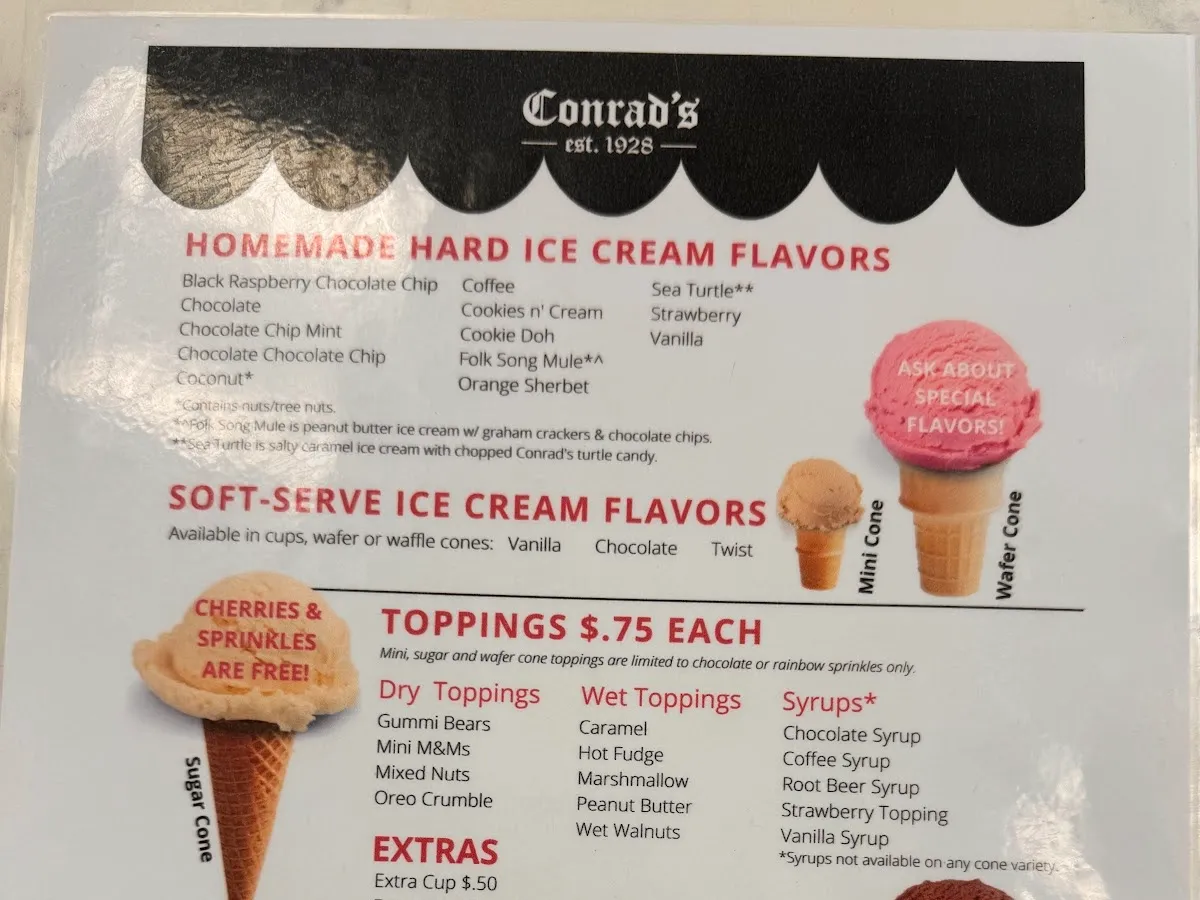 Conrad's
est. 1928
HOMEMADE HARD ICE CREAM FLAVORS
Black Raspberry Chocolate Chip
Chocolate
Chocolate Chip Mint
Chocolate Chocolate Chip
Coconut*
Coffee
Cookies n' Cream
Cookie Doh
Folk Song Mule*^
Orange Sherbet
Sea Turtle**
Strawberry
Vanilla
*Contains nuts/tree nuts.
*^Folk Song Mule is peanut butter ice cream w/ graham crackers & chocolate chips.
**Sea Turtle is salty caramel ice cream with chopped Conrad's turtle candy.
ASK ABOUT
SPECIAL
FLAVORS!
SOFT-SERVE ICE CREAM FLAVORS
Available in cups, wafer or waffle cones: Vanilla Chocolate Twist
Mini Cone
Wafer Cone
CHERRIES &
SPRINKLES
ARE FREE!
Sugar Cone
TOPPINGS $.75 EACH
Mini, sugar and wafer cone toppings are limited to chocolate or rainbow sprinkles only.
Dry Toppings
Gummi Bears
Mini M&Ms
Mixed Nuts
Oreo Crumble
Wet Toppings
Caramel
Hot Fudge
Marshmallow
Peanut Butter
Wet Walnuts
Syrups*
Chocolate Syrup
Coffee Syrup
Root Beer Syrup
Strawberry Topping
Vanilla Syrup
*Syrups not available on any cone variety.
EXTRAS
Extra Cup $.50